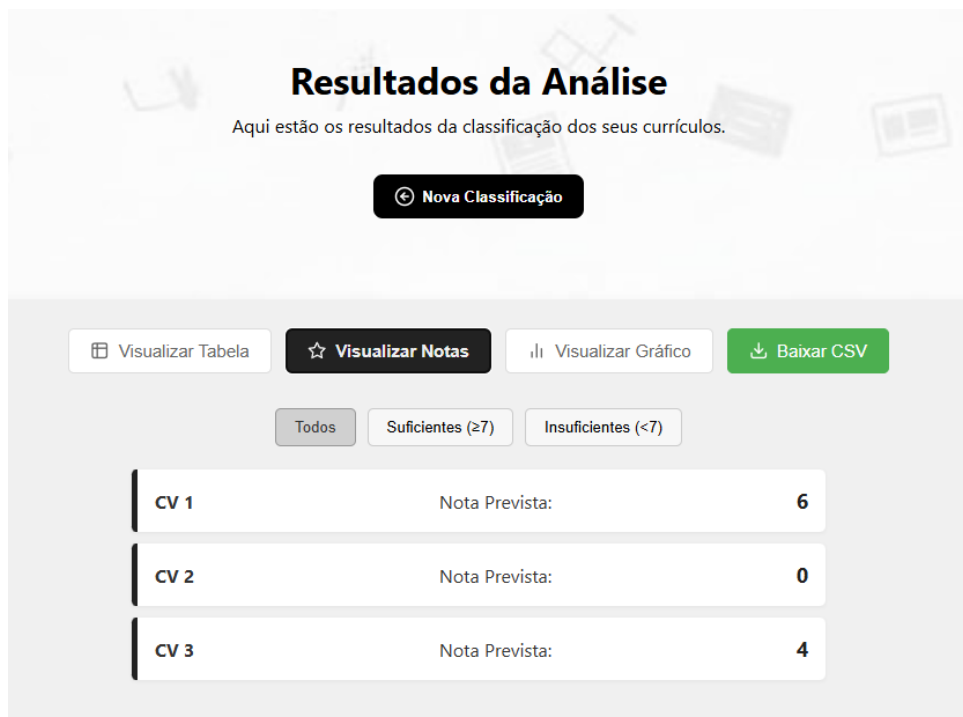 Resultados da Análise
Aqui estão os resultados da classificação dos seus currículos.
Nova Classificação
Visualizar Tabela Visualizar Notas Visualizar Gráfico Baixar CSV
Todos Suficientes (≥7) Insuficientes (<7)
CV 1 Nota Prevista: 6
CV 2 Nota Prevista: 0
CV 3 Nota Prevista: 4